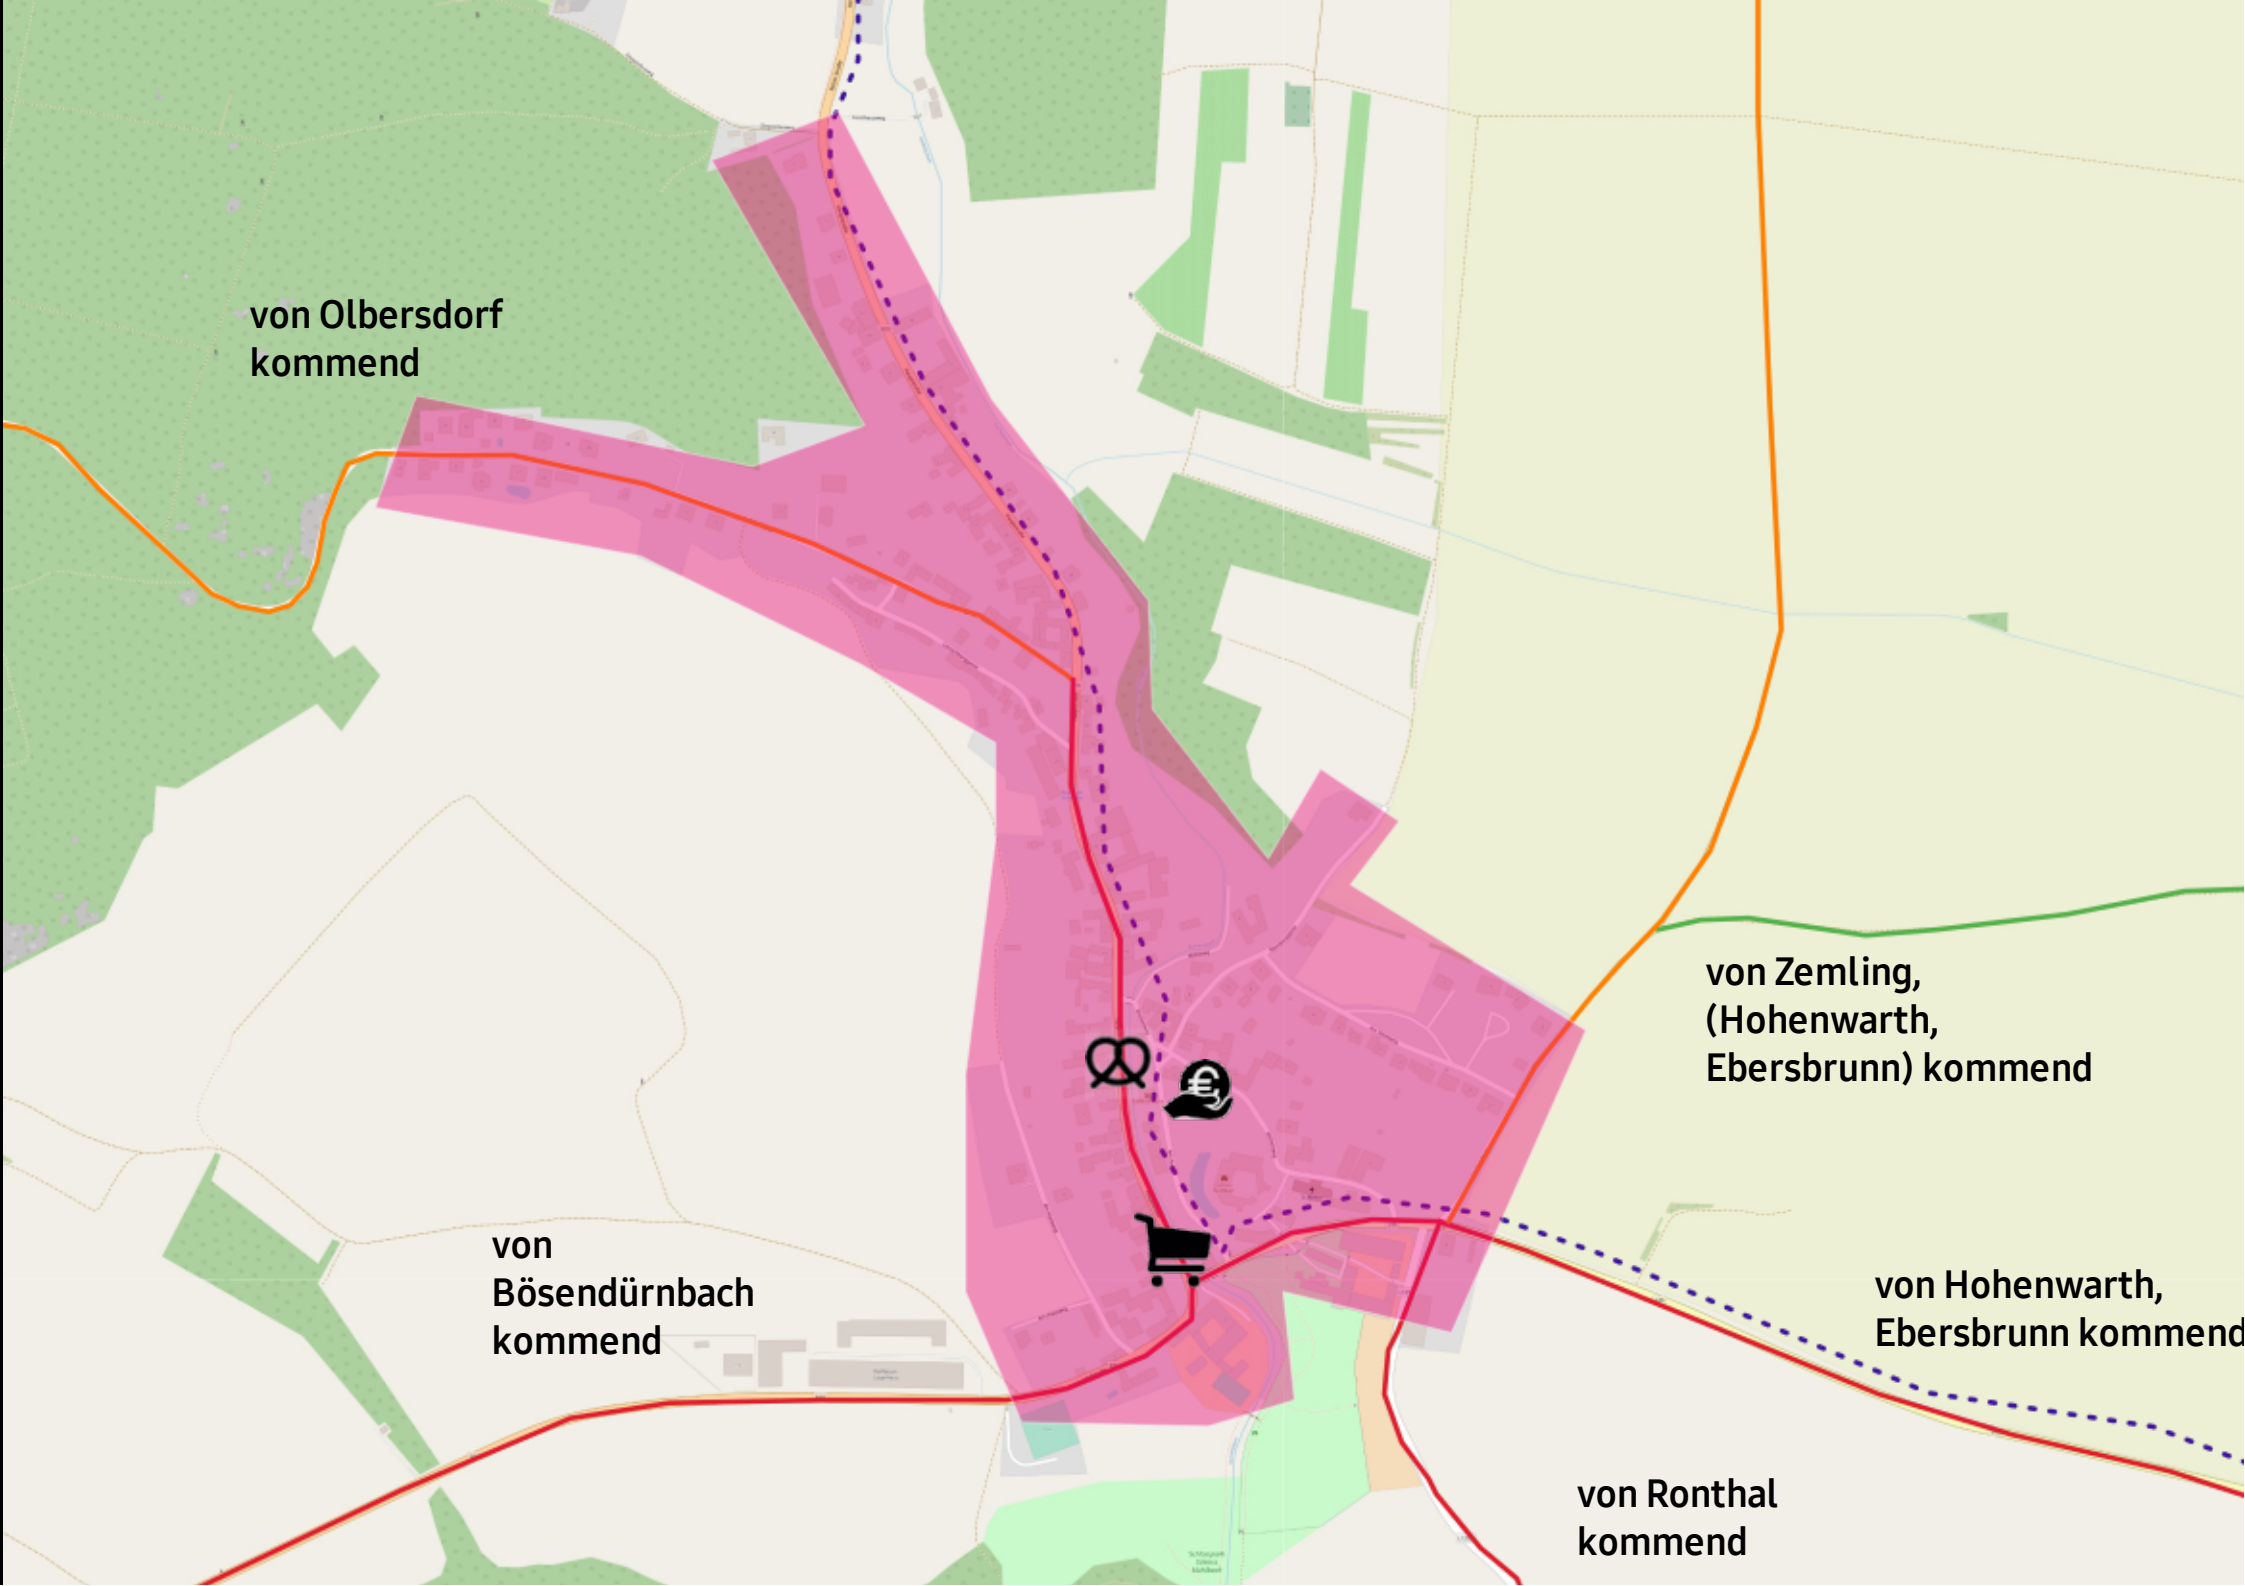 von Olbersdorf
kommend
von Zemling,
(Hohenwarth,
Ebersbrunn) kommend
von
Bösendürnbach
kommend
von Hohenwarth,
Ebersbrunn kommend
von Ronthal
kommend